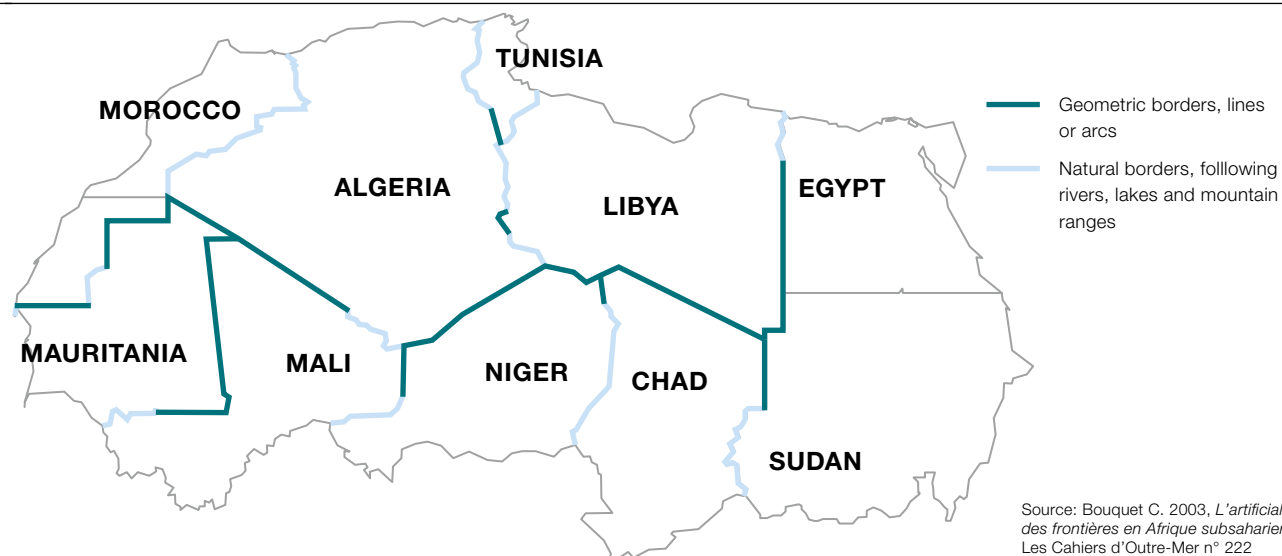 TUNISIA
MOROCCO
ALGERIA
LIBYA
EGYPT
MAURITANIA
MALI
NIGER
CHAD
SUDAN
Geometric borders, lines
or arcs
Natural borders, folllowing
rivers, lakes and mountain
ranges
Source: Bouquet C. 2003, L'artificial
des frontières en Afrique subsaharien
Les Cahiers d'Outre-Mer n° 222